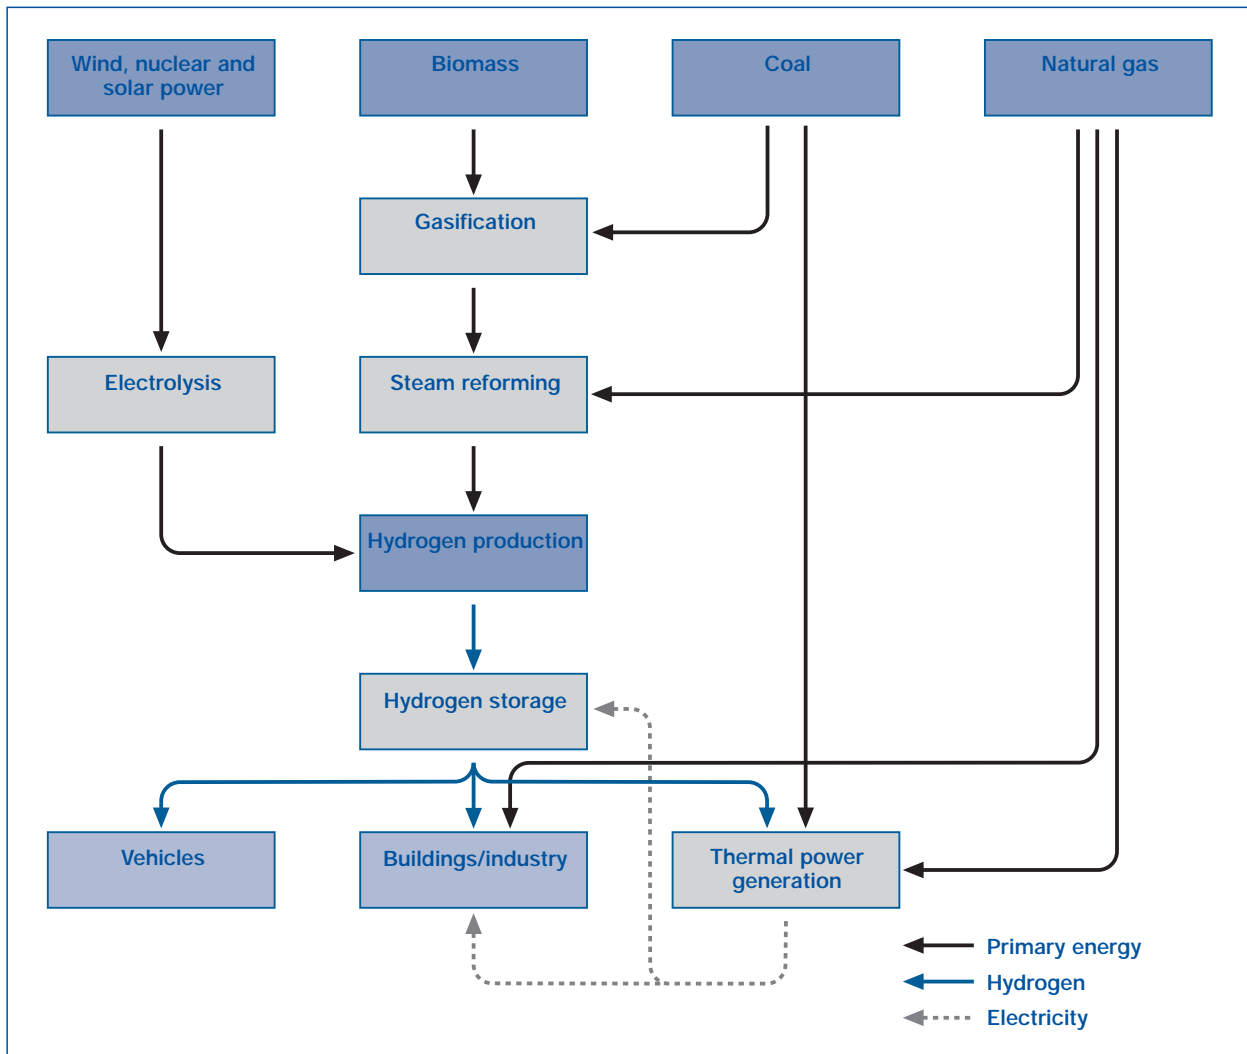 Wind, nuclear and
solar power
Biomass
Coal
Natural gas
Gasification
Electrolysis
Steam reforming
Hydrogen production
Hydrogen storage
Vehicles
Buildings/industry
Thermal power
generation
Primary energy
Hydrogen
Electricity